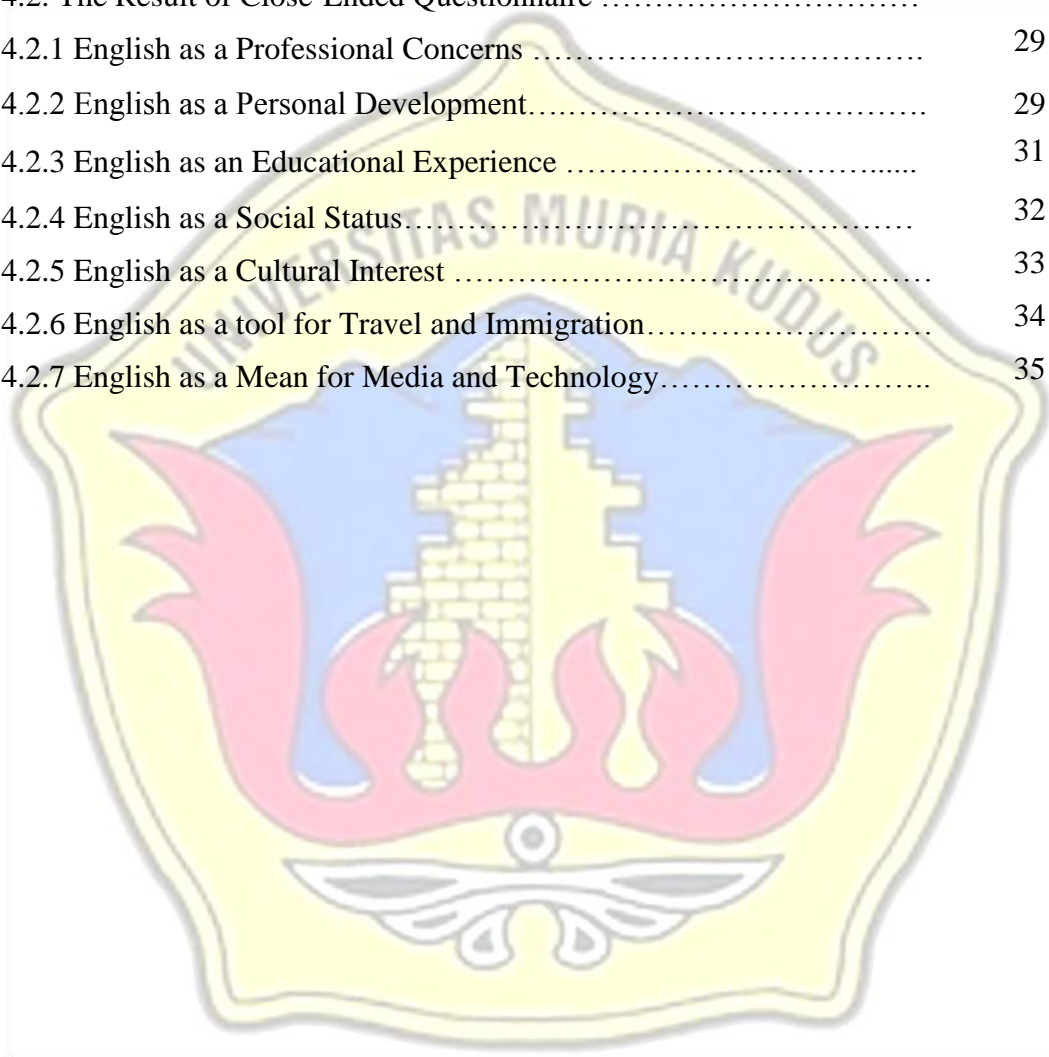 4.2. The Result of Close-Ended Questionnaire …………………………
4.2.1 English as a Professional Concerns ………………………………. 29
4.2.2 English as a Personal Development….………………………………. 29
4.2.3 English as an Educational Experience ………………..………...... 31
4.2.4 English as a Social Status…………………………………………… 32
4.2.5 English as a Cultural Interest ………………………………………… 33
4.2.6 English as a tool for Travel and Immigration……………………… 34
4.2.7 English as a Mean for Media and Technology…………………….. 35
UNIVERSITAS MURIA KUDUS